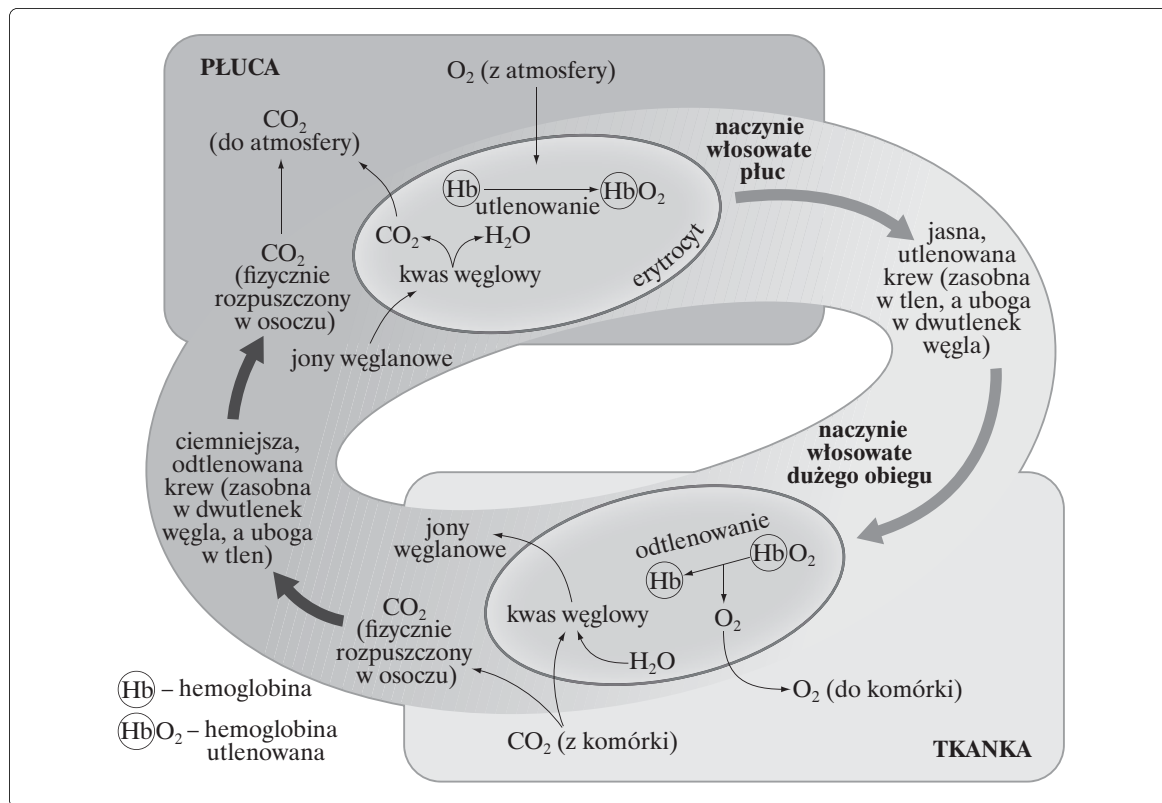 PŁUCA
O₂ (z atmosfery)
CO₂
(do atmosfery)
naczynie
włosowate
płuc
Hb
HbO₂
utlenowanie
CO₂
H₂O
kwas węglowy
erytrocyt
CO₂
(fizycznie
rozpuszczony
w osoczu)
jony węglanowe
jasna,
utlenowana
krew (zasobna
w tlen, a uboga
w dwutlenek
węgla)
ciemniejsza,
odtlenowana
krew (zasobna
w dwutlenek
węgla, a uboga
w tlen)
naczynie
włosowate
dużego obiegu
jony
węglanowe
odtlenowanie
HbO₂
Hb
O₂
kwas węglowy
H₂O
CO₂
(fizycznie
rozpuszczony
w osoczu)
O₂ (do komórki)
CO₂ (z komórki)
TKANKA
Hb – hemoglobina
HbO₂ – hemoglobina
utlenowana